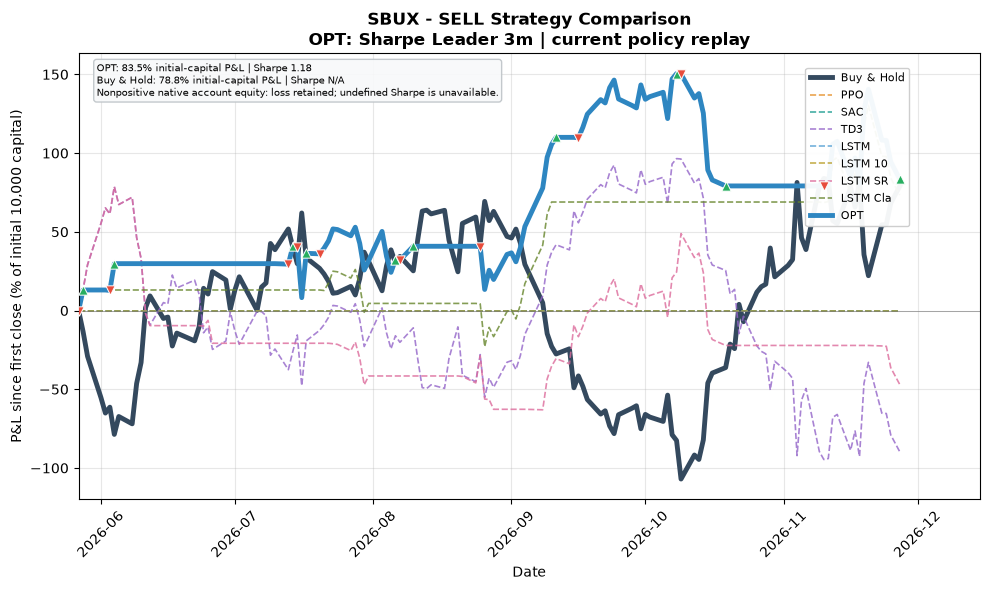 SBUX - SELL Strategy Comparison
OPT: Sharpe Leader 3m | current policy replay
OPT: 83.5% initial-capital P&L | Sharpe 1.18
Buy & Hold: 78.8% initial-capital P&L | Sharpe N/A
Nonpositive native account equity: loss retained; undefined Sharpe is unavailable.
Buy & Hold
PPO
SAC
TD3
LSTM
LSTM 10
LSTM SR
LSTM Cla
OPT
P&L since first close (% of initial 10,000 capital)
150
100
50
0
−50
−100
2026-06
2026-07
2026-08
2026-09
2026-10
2026-11
2026-12
Date